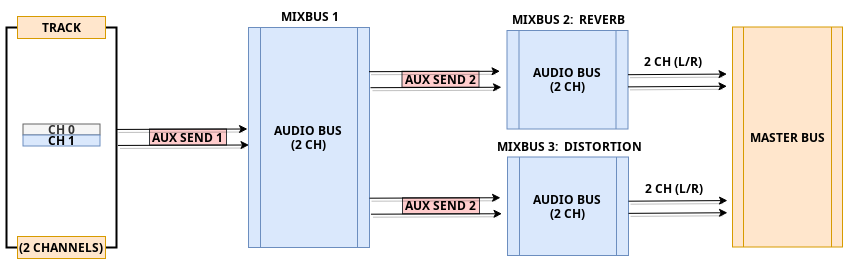 TRACK
CH 0
CH 1
(2 CHANNELS)
AUX SEND 1
MIXBUS 1
AUDIO BUS
(2 CH)
AUX SEND 2
AUX SEND 2
MIXBUS 2: REVERB
AUDIO BUS
(2 CH)
MIXBUS 3: DISTORTION
AUDIO BUS
(2 CH)
2 CH (L/R)
2 CH (L/R)
MASTER BUS